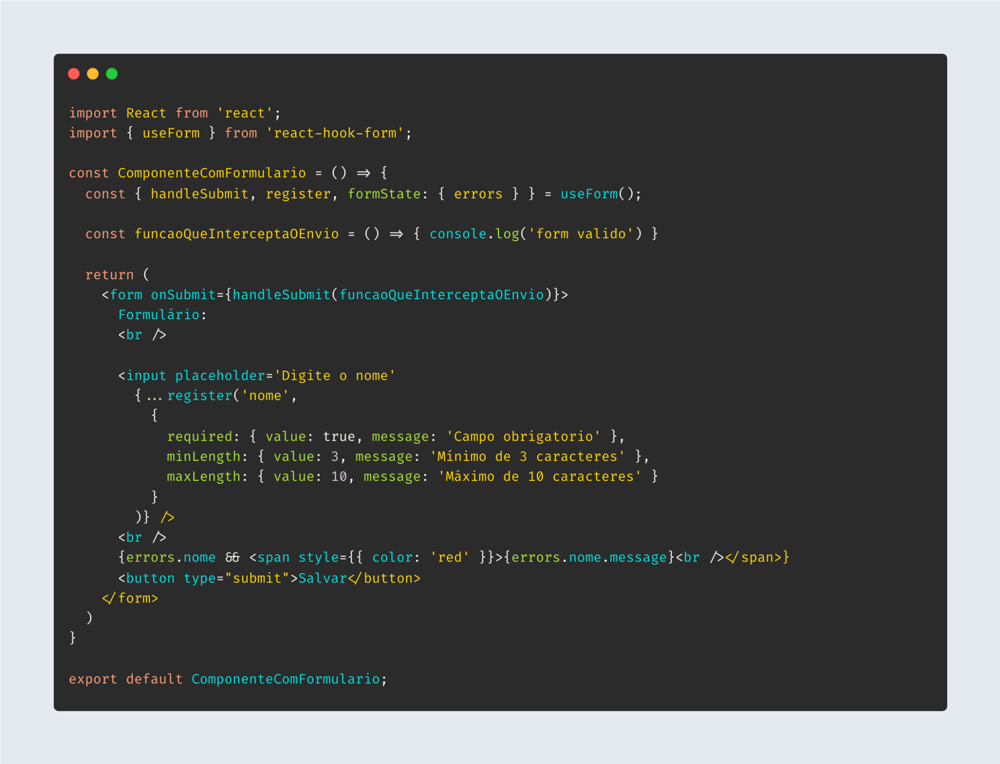 import React from 'react';
import { useForm } from 'react-hook-form';
const ComponenteComFormulario = () => {
  const { handleSubmit, register, formState: { errors } } = useForm();
  const funcaoQueInterceptaOEnvio = () => { console.log('form valido') }
  return (
    <form onSubmit={handleSubmit(funcaoQueInterceptaOEnvio)}>
      Formulário:
      <br />
      <input placeholder='Digite o nome'
        {...register('nome',
          {
            required: { value: true, message: 'Campo obrigatorio' },
            minLength: { value: 3, message: 'Mínimo de 3 caracteres' },
            maxLength: { value: 10, message: 'Máximo de 10 caracteres' }
          }
        )} />
      <br />
      {errors.nome && <span style={{ color: 'red' }}>{errors.nome.message}<br /></span>}
      <button type="submit">Salvar</button>
    </form>
  )
}
export default ComponenteComFormulario;